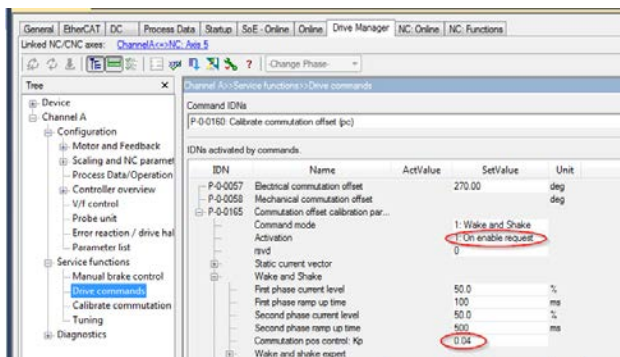 General EtherCAT DC Process Data Startup SoE - Online Online Drive Manager NC: Online NC: Functions
Linked NC/CNC axes: ChannelA<=>NC: Axis 5
? -Change Phase-
Tree x Channel A>>Service functions>>Drive commands
Device
Channel A
Configuration
Motor and Feedback
Scaling and NC paramet
Process Data/Operation
Controller overview
V/f control
Probe unit
Error reaction / drive hal
Parameter list
Service functions
Manual brake control
Drive commands
Calibrate commutation
Tuning
Diagnostics
Command IDNs
P-0-0160: Calibrate commutation offset (pc)
IDNs activated by commands.
IDN Name ActValue SetValue Unit
P-0-0057 Electrical commutation offset 270.00 deg
P-0-0058 Mechanical commutation offset deg
P-0-0165 Commutation offset calibration par...
Command mode 1: Wake and Shake
Activation 1: On enable request
rsvd 0
Static current vector
Wake and Shake
First phase current level 50.0 %
First phase ramp up time 100 ms
Second phase current level 50.0 %
Second phase ramp up time 500 ms
Commutation pos control: Kp 0.04
Wake and shake expert